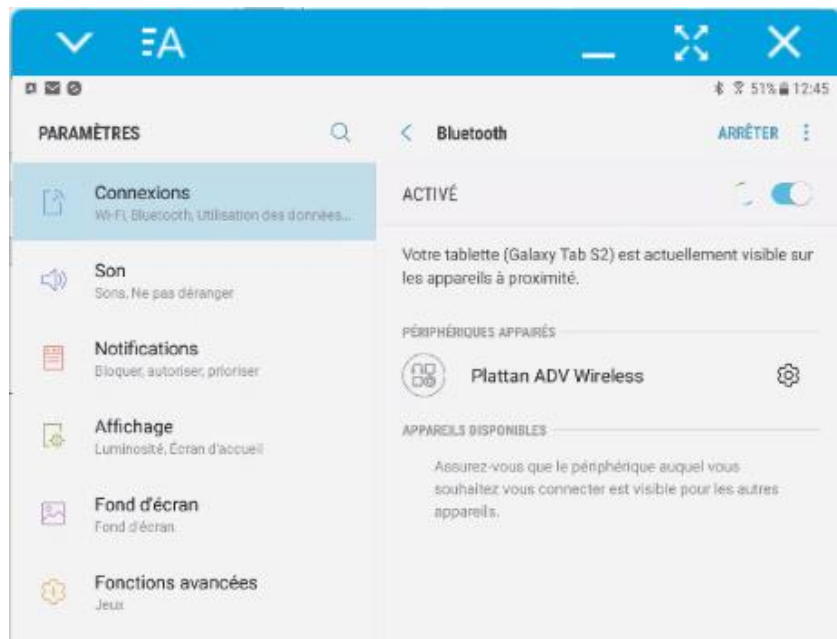 51% 12:45
PARAMÈTRES
Connexions
Wi-Fi, Bluetooth, Utilisation des données...
Son
Sons, Ne pas déranger
Notifications
Bloquer, autoriser, prioriser
Affichage
Luminosité, Écran d'accueil
Fond d'écran
Fond d'écran
Fonctions avancées
Jeux
Bluetooth
ARRÊTER
ACTIVÉ
Votre tablette (Galaxy Tab S2) est actuellement visible sur
les appareils à proximité.
PÉRIPHÉRIQUES APPAIRÉS
Plattan ADV Wireless
APPAREILS DISPONIBLES
Assurez-vous que le périphérique auquel vous
souhaitez vous connecter est visible pour les autres
appareils.